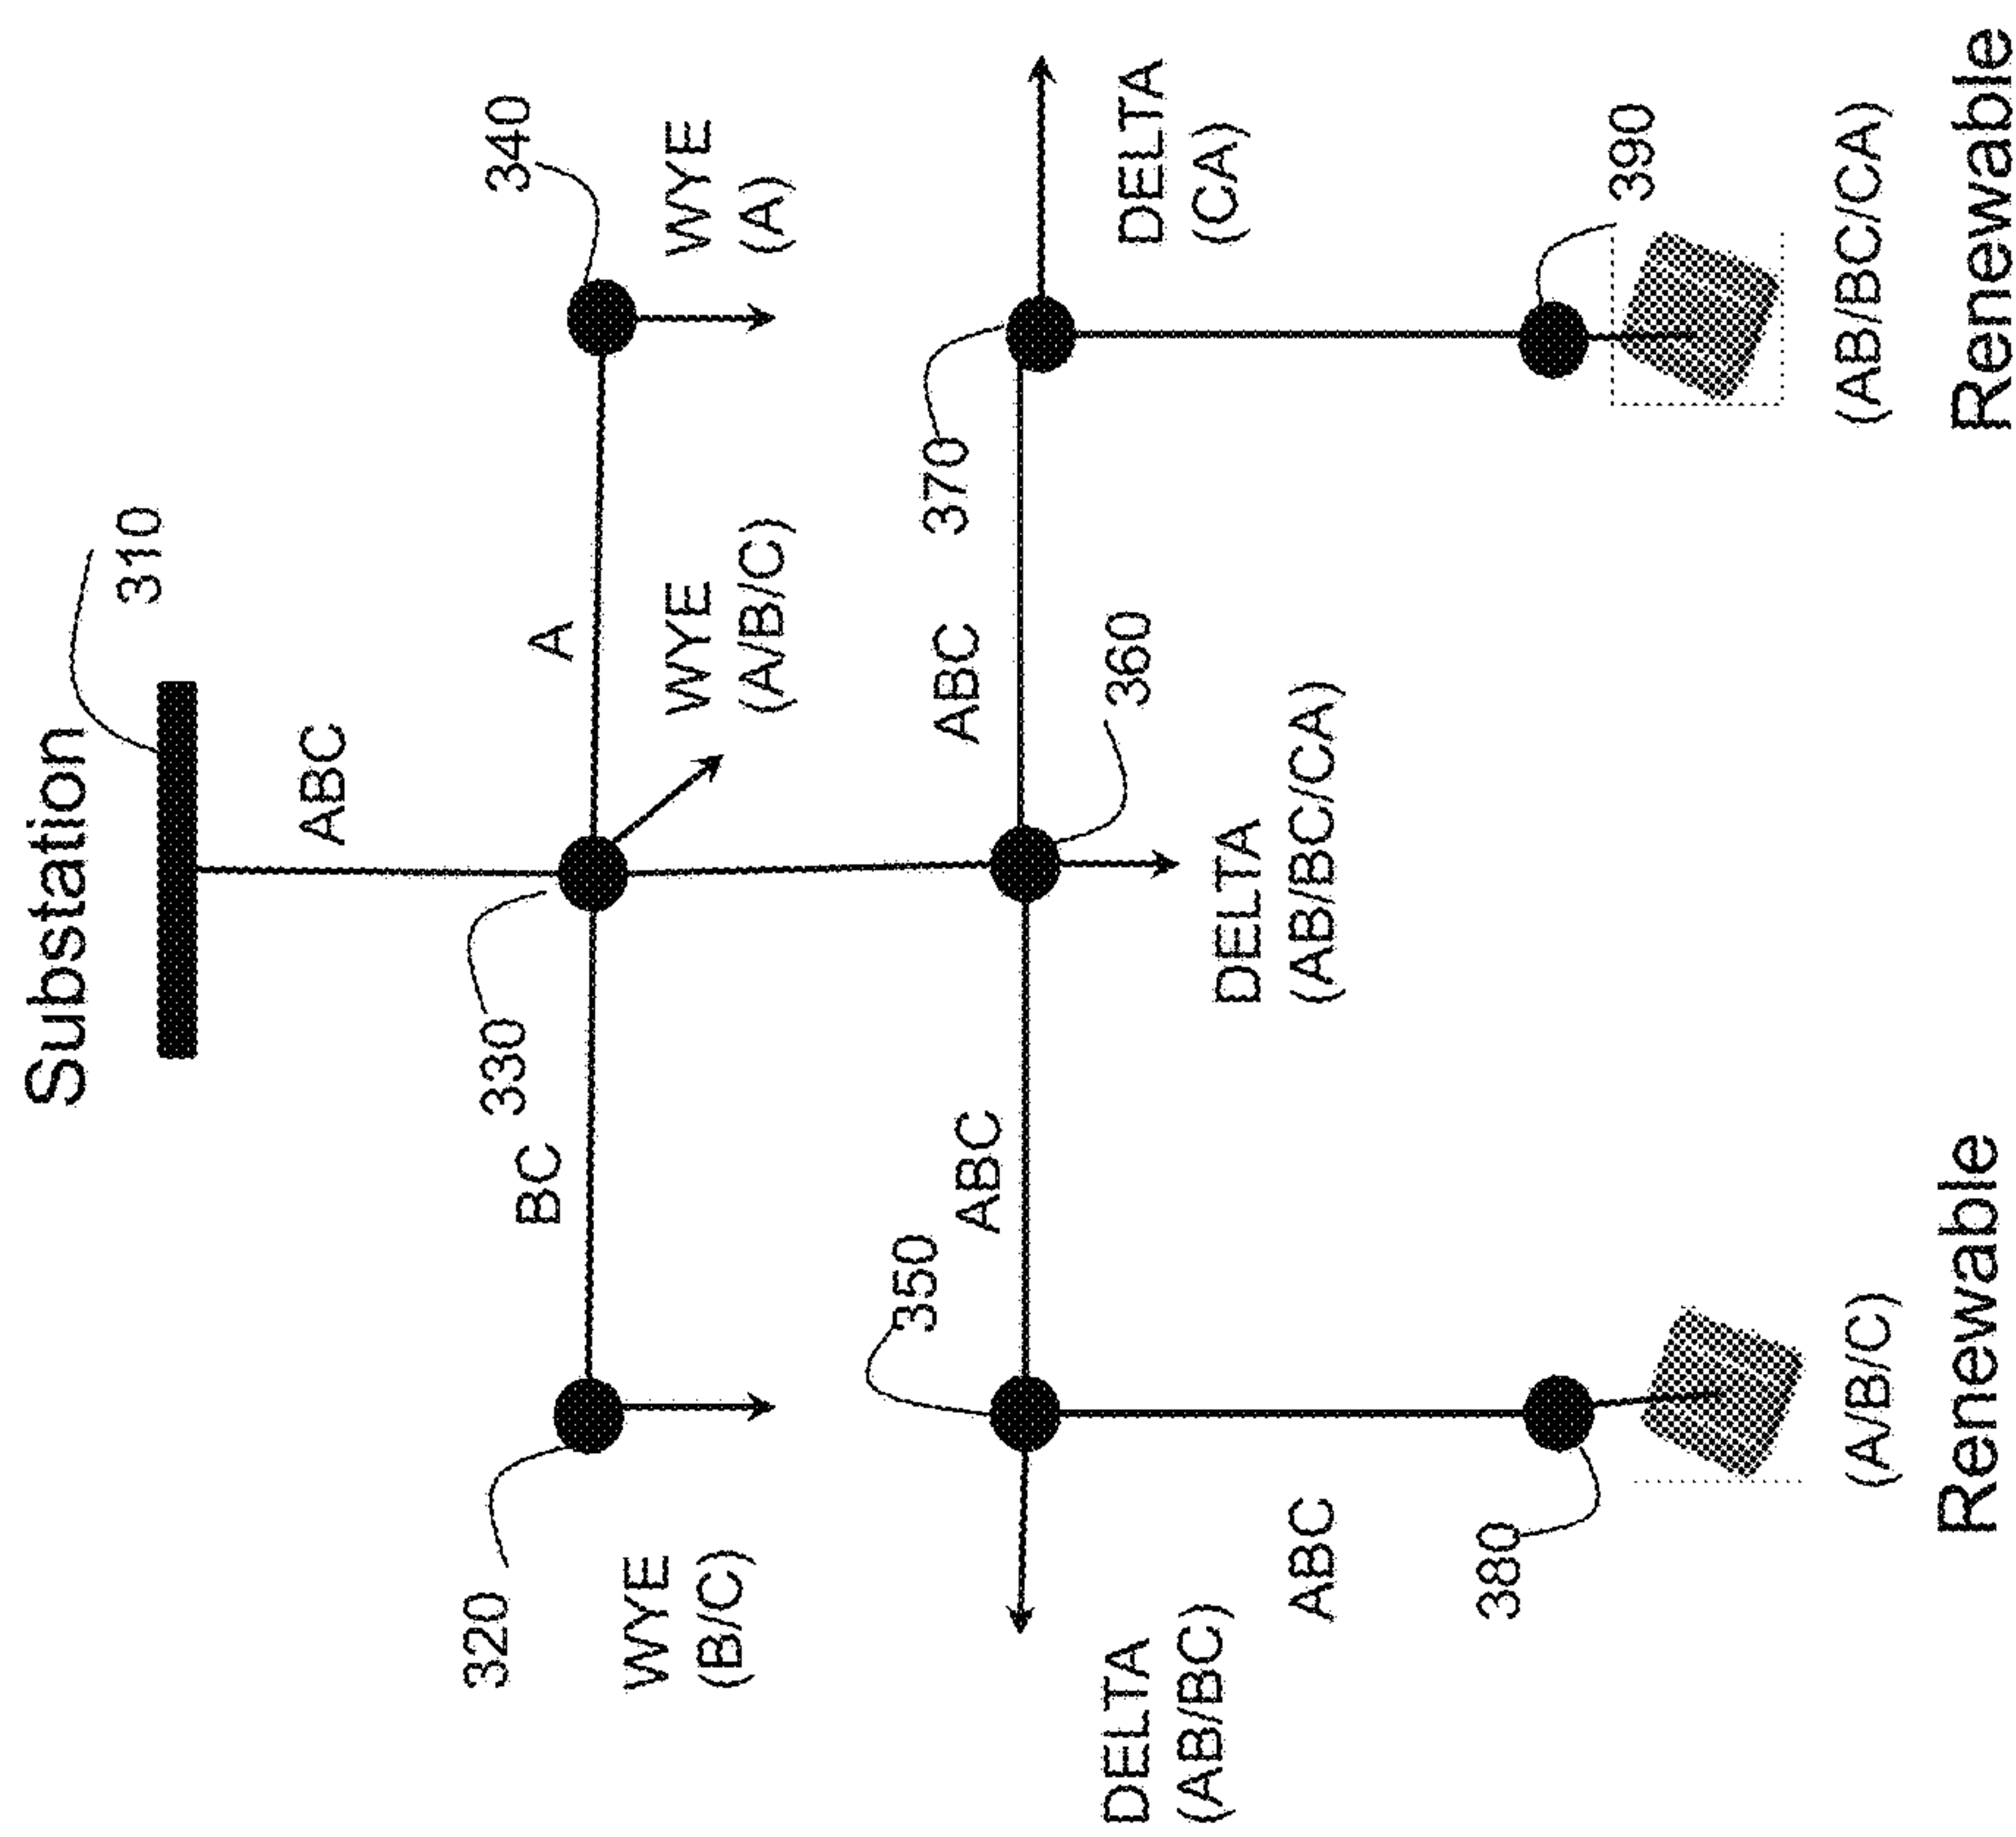 Substation
310
ABC
320
BC
330
A
340
WYE
(B/C)
WYE
(A/B/C)
WYE
(A)
350
ABC
ABC
370
360
DELTA
(AB/BC)
DELTA
(AB/BC/CA)
DELTA
(CA)
ABC
380
390
(A/B/C)
(AB/BC/CA)
Renewable
Renewable